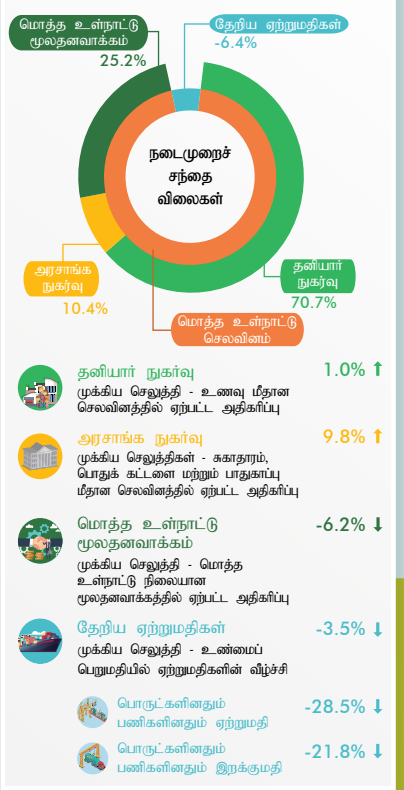 மொத்த உள்நாட்டு
மூலதனவாக்கம்
25.2%
தேறிய ஏற்றுமதிகள்
-6.4%
நடைமுறைச்
சந்தை
விலைகள்
அரசாங்க
நுகர்வு
10.4%
தனியார்
நுகர்வு
70.7%
மொத்த உள்நாட்டு
செலவினம்
தனியார் நுகர்வு
1.0%
முக்கிய செலுத்தி - உணவு மீதான
செலவினத்தில் ஏற்பட்ட அதிகரிப்பு
அரசாங்க நுகர்வு
9.8%
முக்கிய செலுத்திகள் - சுகாதாரம்,
பொதுக் கட்டளை மற்றும் பாதுகாப்பு
மீதான செலவினத்தில் ஏற்பட்ட அதிகரிப்பு
மொத்த உள்நாட்டு
மூலதனவாக்கம்
-6.2%
முக்கிய செலுத்தி - மொத்த
உள்நாட்டு நிலையான
மூலதனவாக்கத்தில் ஏற்பட்ட அதிகரிப்பு
தேறிய ஏற்றுமதிகள்
-3.5%
முக்கிய செலுத்தி - உண்மைப்
பெறுமதியில் ஏற்றுமதிகளின் வீழ்ச்சி
பொருட்களினதும்
பணிகளினதும் ஏற்றுமதி
-28.5%
பொருட்களினதும்
பணிகளினதும் இறக்குமதி
-21.8%